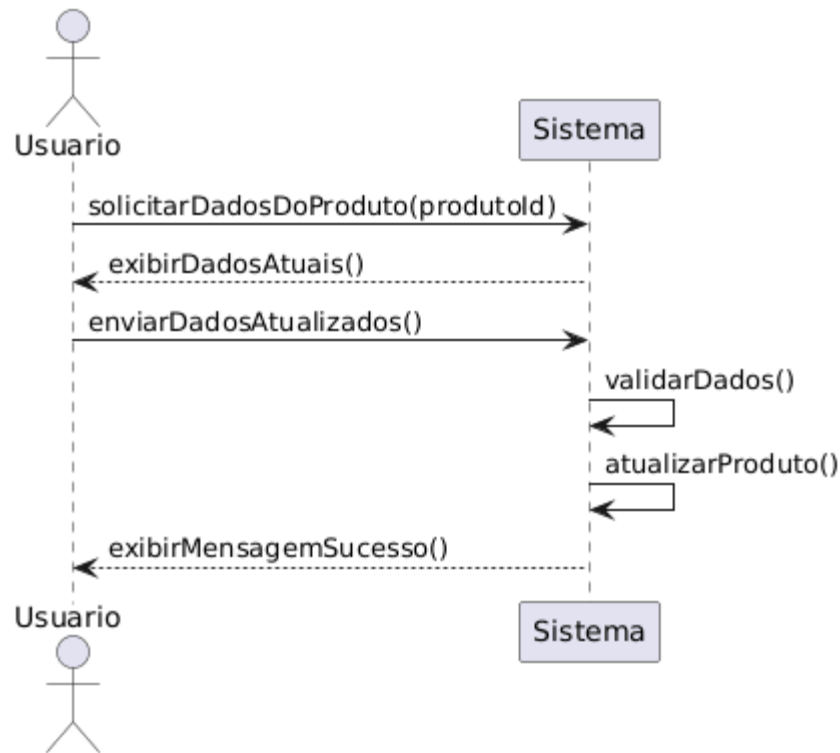 Usuario
Sistema
solicitarDadosDoProduto(produtoId)
exibirDadosAtuais()
enviarDadosAtualizados()
validarDados()
atualizarProduto()
exibirMensagemSucesso()
Usuario
Sistema